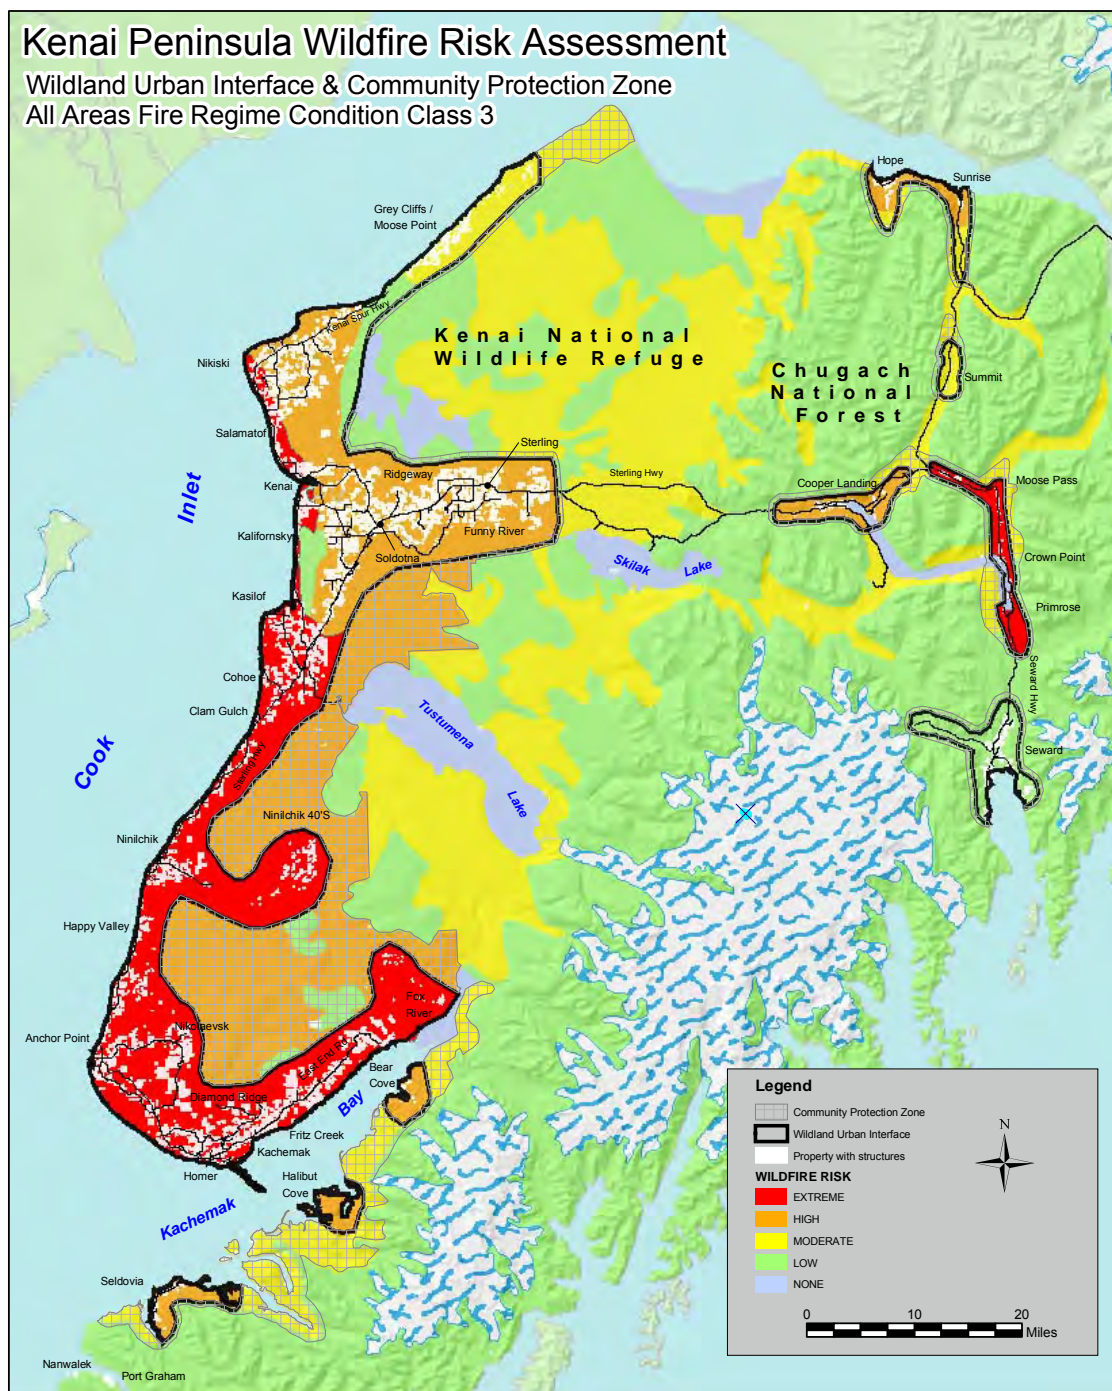 Kenai Peninsula Wildfire Risk Assessment
Wildland Urban Interface & Community Protection Zone
All Areas Fire Regime Condition Class 3
Hope
Sunrise
Grey Cliffs /
Moose Point
Kenai Spur Hwy
Kenai National
Wildlife Refuge
Nikiski
Chugach
National
Forest
Summit
Salamatof
Sterling
Inlet
Ridgeway
Sterling Hwy
Kenai
Cooper Landing
Moose Pass
Kalifornsky
Funny River
Soldotna
Skilak
Lake
Crown Point
Kasilof
Primrose
Cohoe
Seward Hwy
Clam Gulch
Tustumena
Lake
Sterling Hwy
Cook
Seward
Ninilchik 40'S
Ninilchik
Happy Valley
Fox
River
Nikolaevsk
Anchor Point
East End Rd
Bear
Cove
Diamond Ridge
Bay
Fritz Creek
Kachemak
Homer
Halibut
Cove
Kachemak
Seldovia
Nanwalek
Port Graham
Legend
Community Protection Zone
Wildland Urban Interface
Property with structures
WILDFIRE RISK
EXTREME
HIGH
MODERATE
LOW
NONE
N
0 10 20
Miles